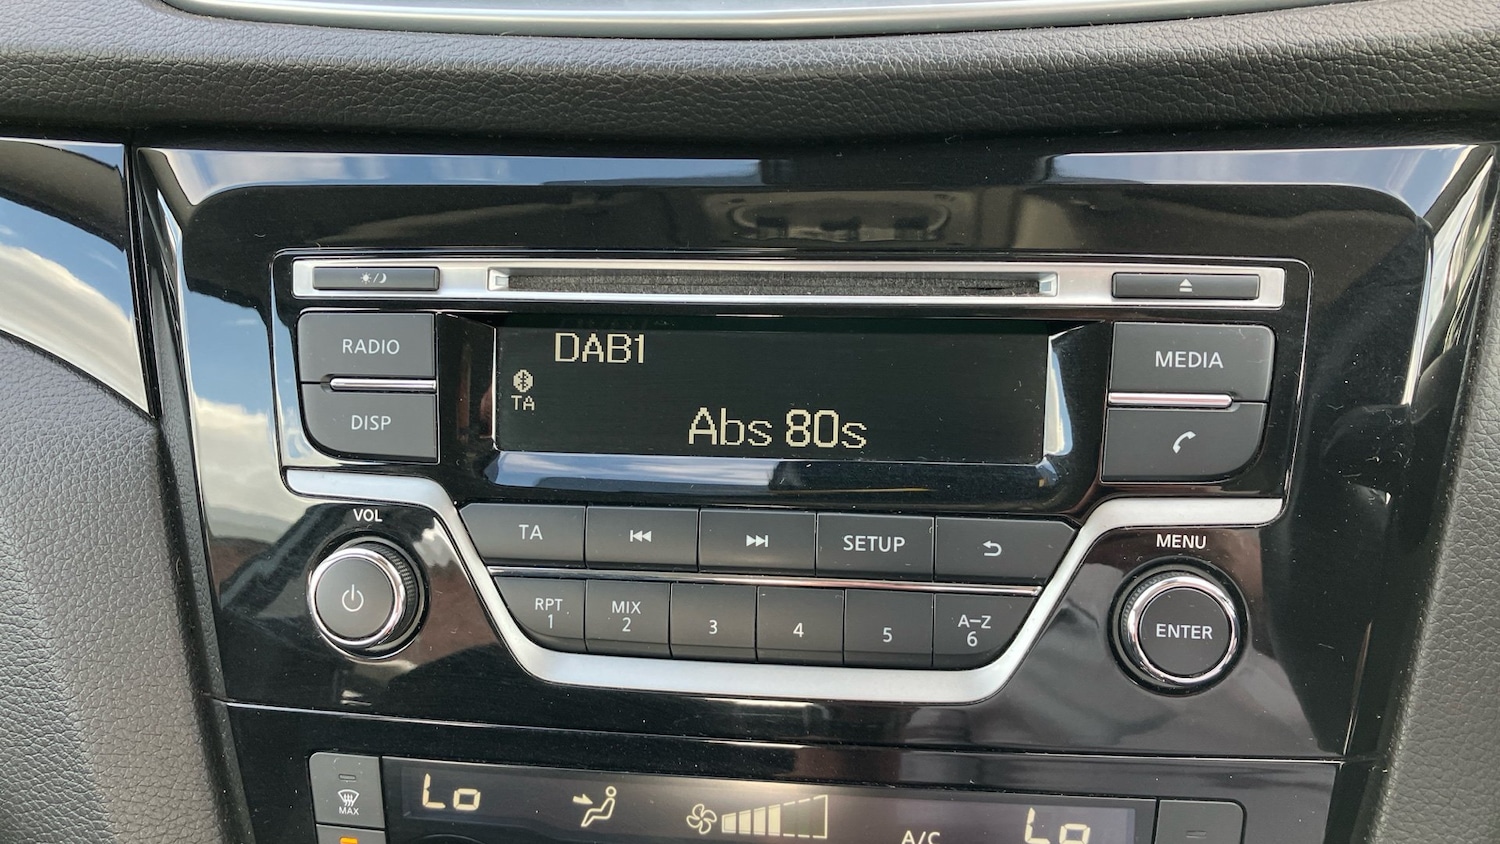 RADIO
DISP
DAB1
TA
Abs 80s
MEDIA
VOL
TA
SETUP
MENU
RPT
1
MIX
2
3
4
5
A–Z
6
ENTER
MAX
Lo
A/C
Lo